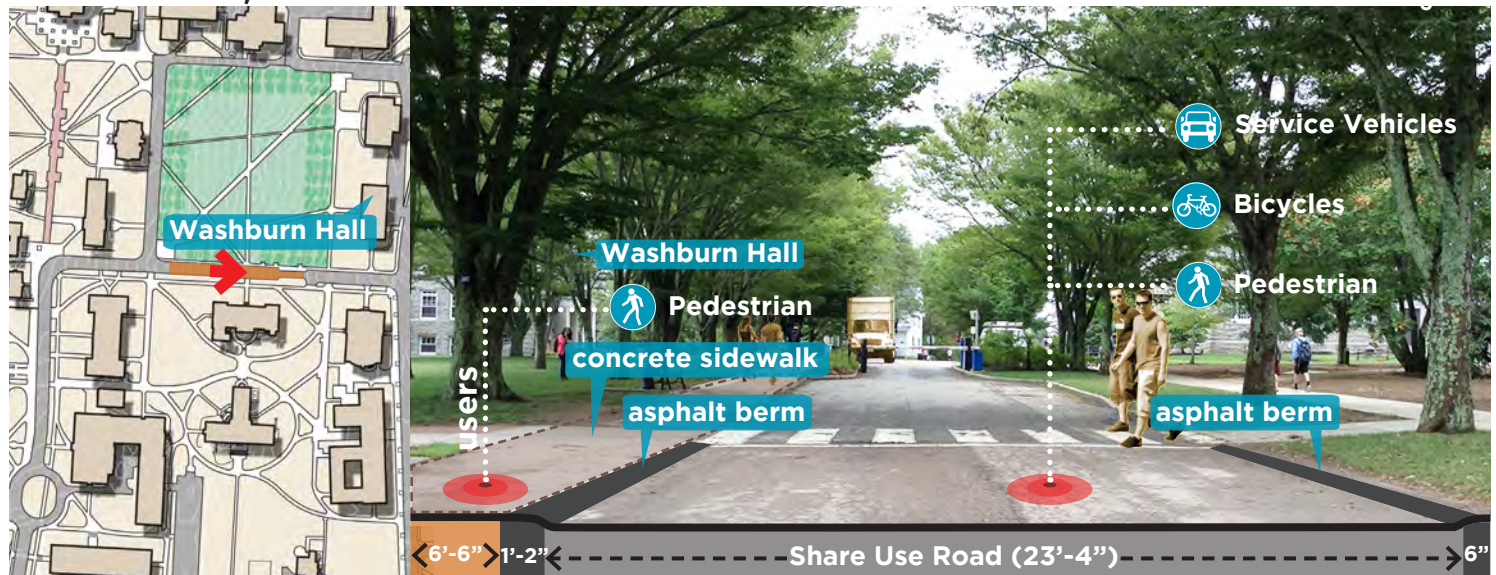 Washburn Hall
Service Vehicles
Bicycles
Washburn Hall
Pedestrian
Pedestrian
concrete sidewalk
users
asphalt berm
asphalt berm
6’-6”
1’-2”
Share Use Road (23’-4”)
6”